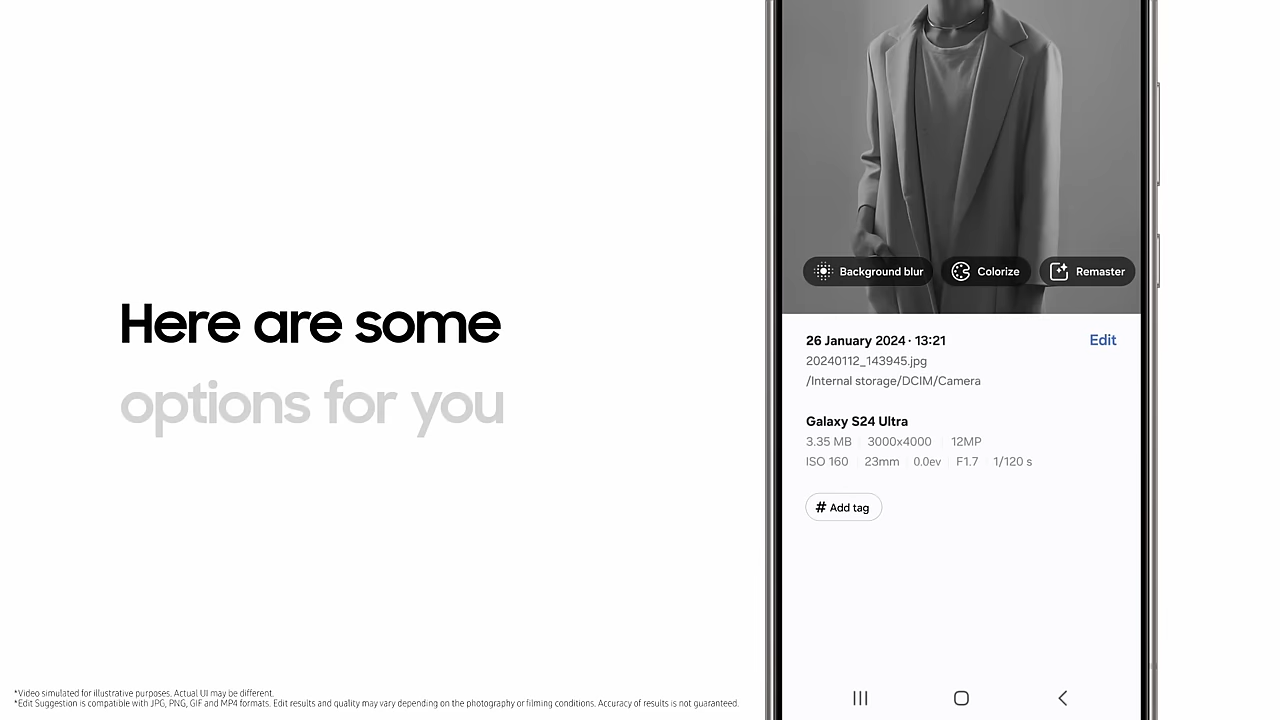 Here are some
options for you
Background blur
Colorize
Remaster
26 January 2024 · 13:21
Edit
20240112_143945.jpg
/Internal storage/DCIM/Camera
Galaxy S24 Ultra
3.35 MB 3000x4000 12MP
ISO 160 23mm 0.0ev F1.7 1/120 s
# Add tag
*Video simulated for illustrative purposes. Actual UI may be different.
*Edit Suggestion is compatible with JPG, PNG, GIF and MP4 formats. Edit results and quality may vary depending on the photography or filming conditions. Accuracy of results is not guaranteed.